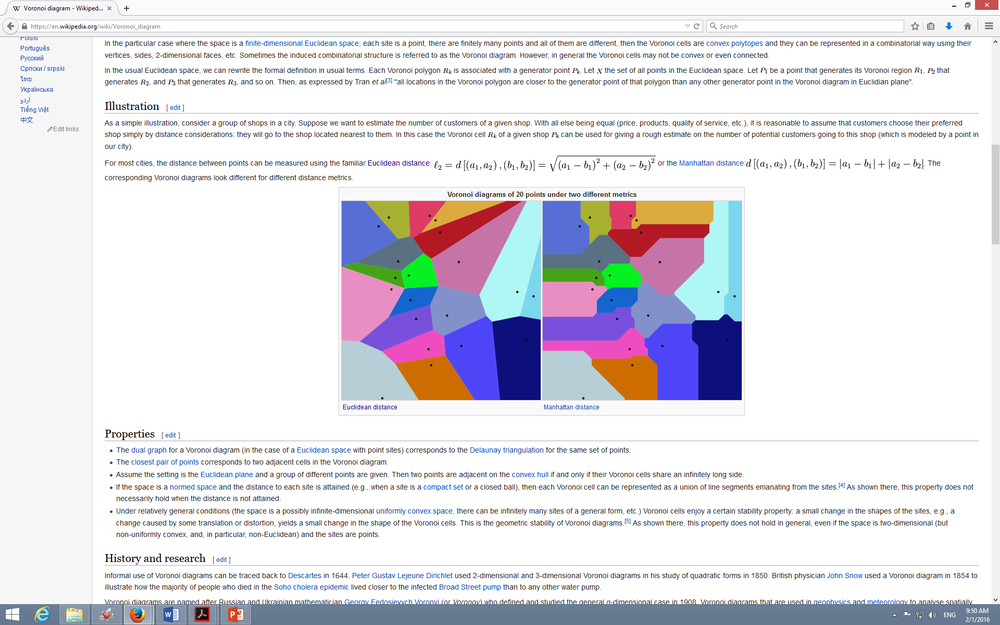 Voronoi diagram - Wikiped...
https://en.wikipedia.org/wiki/Voronoi_diagram
Search
Polski
Português
Русский
Српски / srpski
ไทย
Українська
اردو
Tiếng Việt
中文
Edit links
In the particular case where the space is a finite-dimensional Euclidean space, each site is a point, there are finitely many points and all of them are different, then the Voronoi cells are convex polytopes and they can be represented in a combinatorial way using their
vertices, sides, 2-dimensional faces, etc. Sometimes the induced combinatorial structure is referred to as the Voronoi diagram. However, in general the Voronoi cells may not be convex or even connected.
In the usual Euclidean space, we can rewrite the formal definition in usual terms. Each Voronoi polygon R_k is associated with a generator point P_k. Let X the set of all points in the Euclidean space. Let P_1 be a point that generates its Voronoi region R_1, P_2 that
generates R_2, and P_3 that generates R_3, and so on. Then, as expressed by Tran et al[3] "all locations in the Voronoi polygon are closer to the generator point of that polygon than any other generator point in the Voronoi diagram in Euclidian plane".
Illustration [ edit ]
As a simple illustration, consider a group of shops in a city. Suppose we want to estimate the number of customers of a given shop. With all else being equal (price, products, quality of service, etc.), it is reasonable to assume that customers choose their preferred
shop simply by distance considerations: they will go to the shop located nearest to them. In this case the Voronoi cell R_k of a given shop P_k can be used for giving a rough estimate on the number of potential customers going to this shop (which is modeled by a point in
our city).
For most cities, the distance between points can be measured using the familiar Euclidean distance: ℓ_2 = d [(a_1, a_2) , (b_1, b_2)] = √((a_1 − b_1)^2 + (a_2 − b_2)^2) or the Manhattan distance:d [(a_1, a_2) , (b_1, b_2)] = |a_1 − b_1| + |a_2 − b_2|. The
corresponding Voronoi diagrams look different for different distance metrics.
Voronoi diagrams of 20 points under two different metrics
Euclidean distance
Manhattan distance
Properties [ edit ]
• The dual graph for a Voronoi diagram (in the case of a Euclidean space with point sites) corresponds to the Delaunay triangulation for the same set of points.
• The closest pair of points corresponds to two adjacent cells in the Voronoi diagram.
• Assume the setting is the Euclidean plane and a group of different points are given. Then two points are adjacent on the convex hull if and only if their Voronoi cells share an infinitely long side.
• If the space is a normed space and the distance to each site is attained (e.g., when a site is a compact set or a closed ball), then each Voronoi cell can be represented as a union of line segments emanating from the sites.[4] As shown there, this property does not
necessarily hold when the distance is not attained.
• Under relatively general conditions (the space is a possibly infinite-dimensional uniformly convex space, there can be infinitely many sites of a general form, etc.) Voronoi cells enjoy a certain stability property: a small change in the shapes of the sites, e.g., a
change caused by some translation or distortion, yields a small change in the shape of the Voronoi cells. This is the geometric stability of Voronoi diagrams.[5] As shown there, this property does not hold in general, even if the space is two-dimensional (but
non-uniformly convex, and, in particular, non-Euclidean) and the sites are points.
History and research [ edit ]
Informal use of Voronoi diagrams can be traced back to Descartes in 1644. Peter Gustav Lejeune Dirichlet used 2-dimensional and 3-dimensional Voronoi diagrams in his study of quadratic forms in 1850. British physician John Snow used a Voronoi diagram in 1854 to
illustrate how the majority of people who died in the Soho cholera epidemic lived closer to the infected Broad Street pump than to any other water pump.
Voronoi diagrams are named after Russian and Ukrainian mathematician Georgy Fedosievych Voronyi (or Voronoy) who defined and studied the general n-dimensional case in 1908. Voronoi diagrams that are used in geophysics and meteorology to analyse spatially
ENG
9:50 AM
2/1/2016